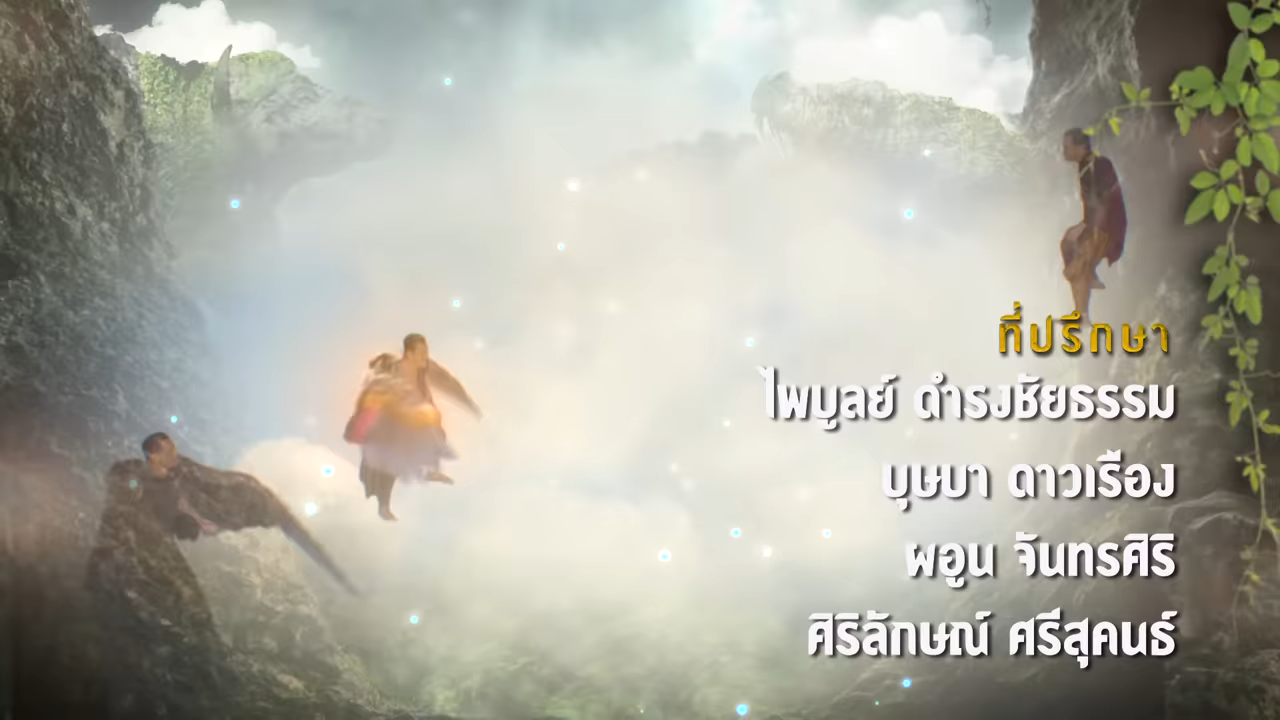 ที่ปรึกษา
ไพบูลย์ ดำรงชัยธรรม
บุษบา ดาวเรือง
ผอูน จันทรศิริ
ศิริลักษณ์ ศรีสุคนธ์